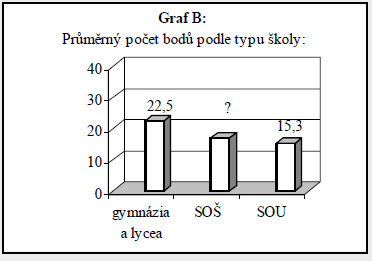 Graf B:
Průměrný počet bodů podle typu školy:
40
30
20
10
0
22,5
?
15,3
gymnázia
a lycea
SOŠ
SOU